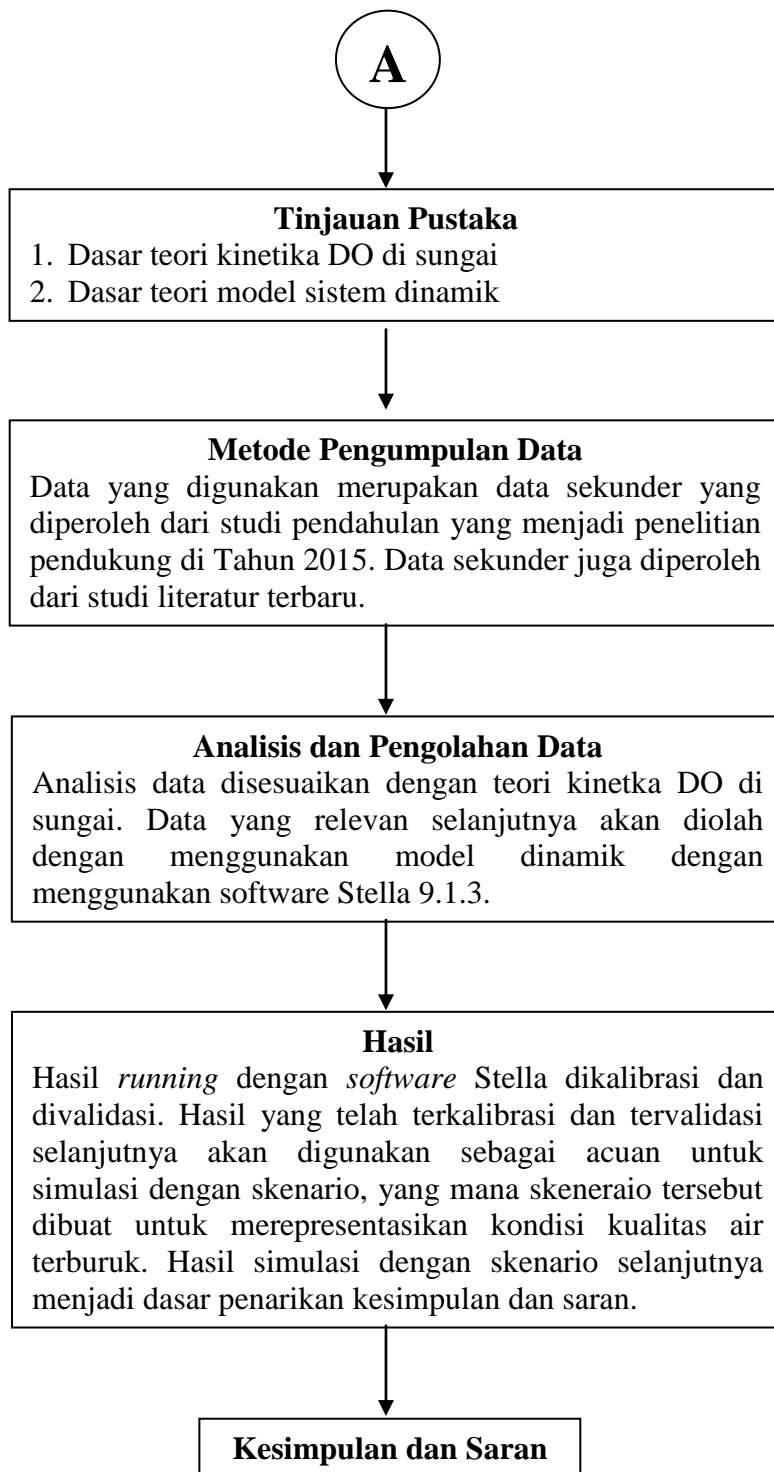 A
Tinjauan Pustaka
1. Dasar teori kinetika DO di sungai
2. Dasar teori model sistem dinamik
Metode Pengumpulan Data
Data yang digunakan merupakan data sekunder yang
diperoleh dari studi pendahulan yang menjadi penelitian
pendukung di Tahun 2015. Data sekunder juga diperoleh
dari studi literatur terbaru.
Analisis dan Pengolahan Data
Analisis data disesuaikan dengan teori kinetka DO di
sungai. Data yang relevan selanjutnya akan diolah
dengan menggunakan model dinamik dengan
menggunakan software Stella 9.1.3.
Hasil
Hasil running dengan software Stella dikalibrasi dan
divalidasi. Hasil yang telah terkalibrasi dan tervalidasi
selanjutnya akan digunakan sebagai acuan untuk
simulasi dengan skenario, yang mana skeneraio tersebut
dibuat untuk merepresentasikan kondisi kualitas air
terburuk. Hasil simulasi dengan skenario selanjutnya
menjadi dasar penarikan kesimpulan dan saran.
Kesimpulan dan Saran